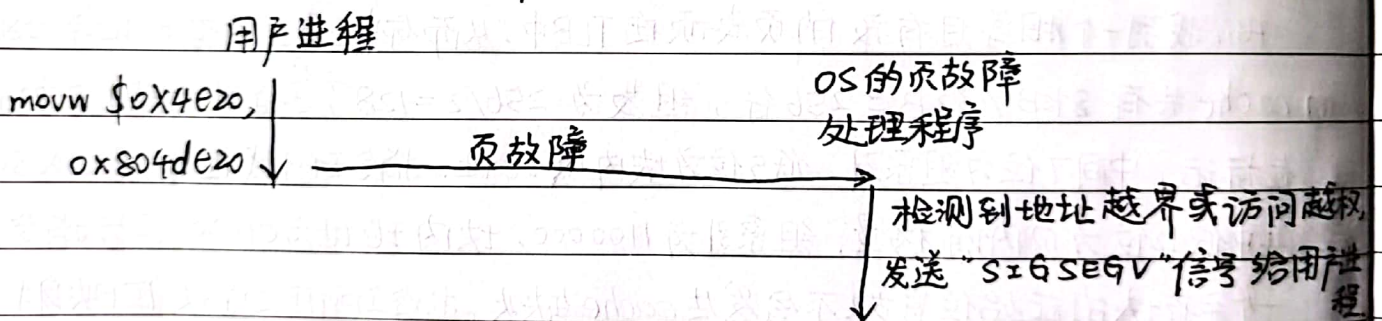 用户进程
movw $0x4e20,
0x804de20
页故障
OS的页故障
处理程序
检测到地址越界或访问越权,
发送"SIGSEGV"信号给用户进
程